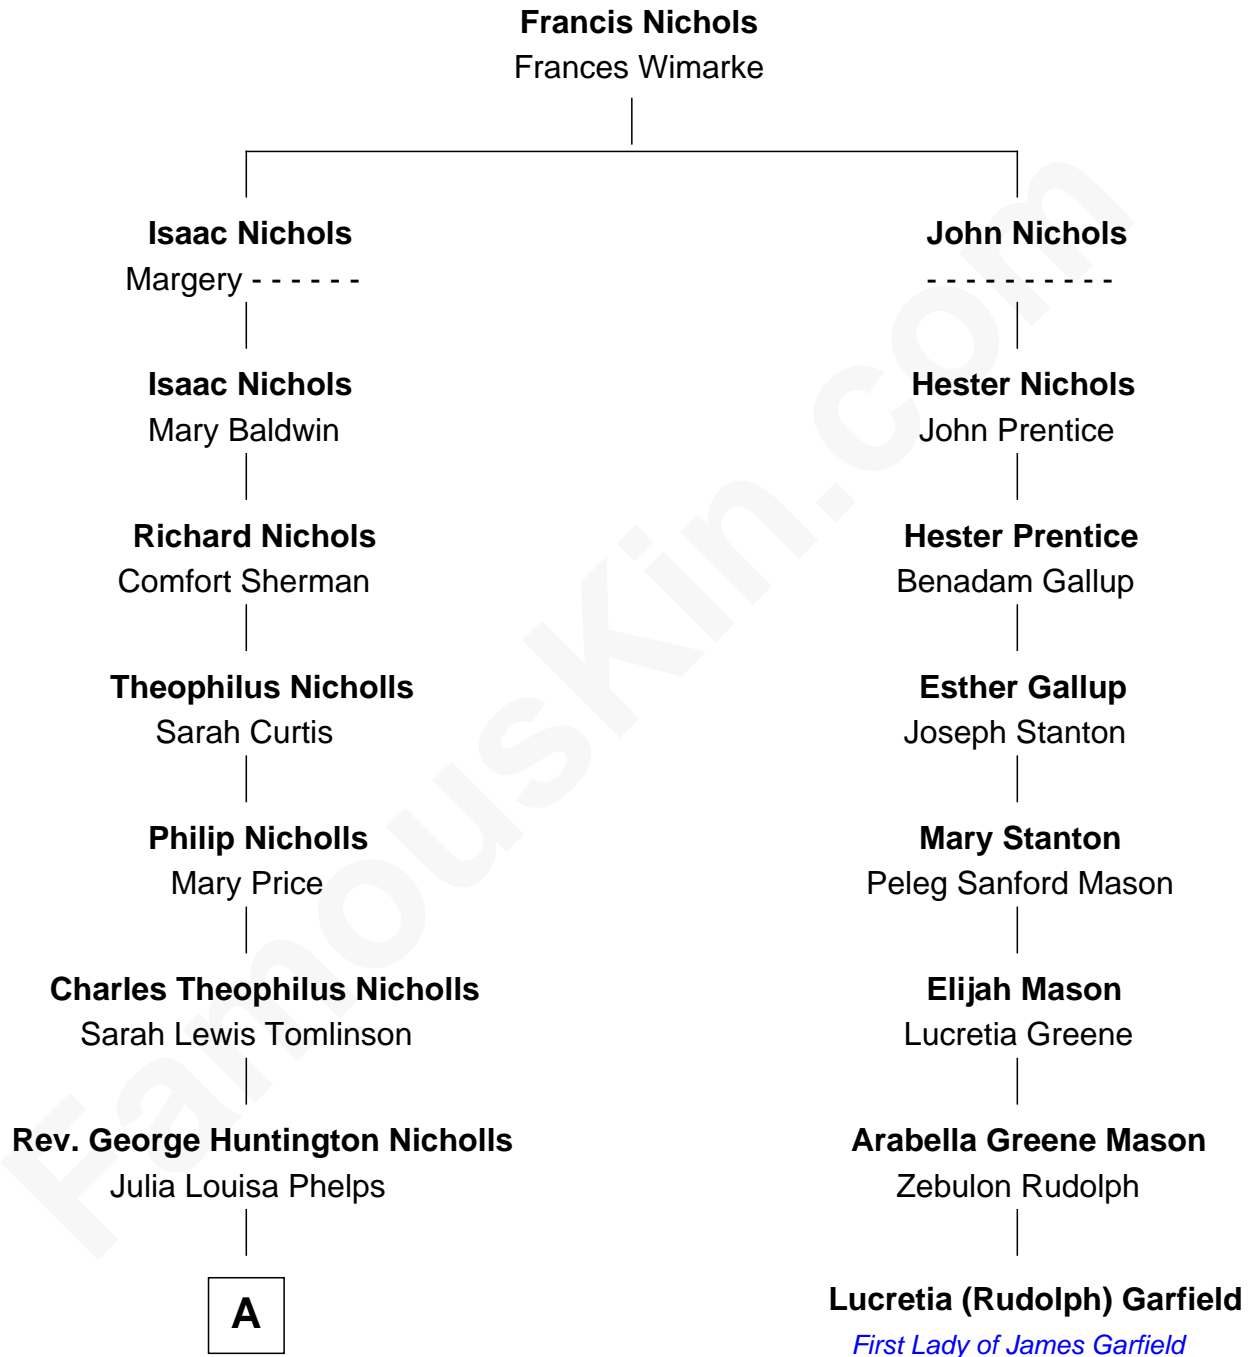 Francis Nichols
Frances Wimarke
Isaac Nichols
Margery - - - - - -
Isaac Nichols
Mary Baldwin
Richard Nichols
Comfort Sherman
Theophilus Nicholls
Sarah Curtis
Philip Nicholls
Mary Price
Charles Theophilus Nicholls
Sarah Lewis Tomlinson
Rev. George Huntington Nicholls
Julia Louisa Phelps
A
John Nichols
- - - - - - - - - -
Hester Nichols
John Prentice
Hester Prentice
Benadam Gallup
Esther Gallup
Joseph Stanton
Mary Stanton
Peleg Sanford Mason
Elijah Mason
Lucretia Greene
Arabella Greene Mason
Zebulon Rudolph
Lucretia (Rudolph) Garfield
First Lady of James Garfield
FamousKin.com